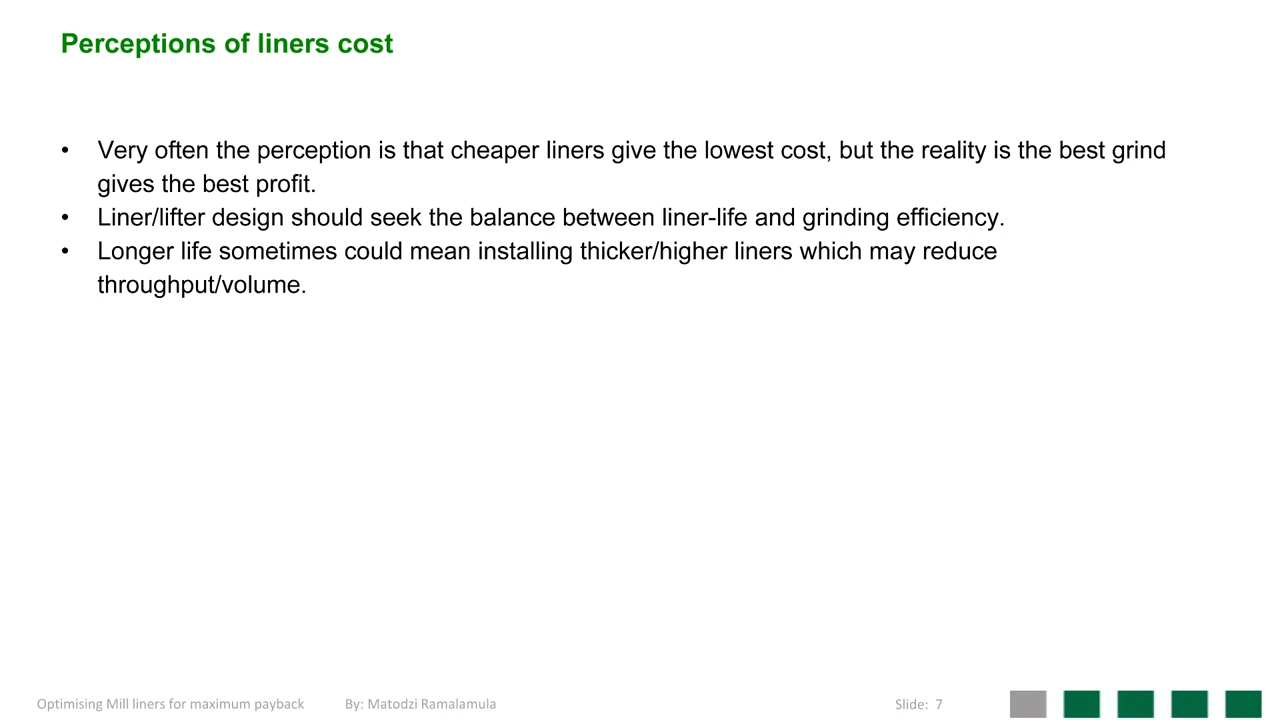 Perceptions of liners cost
• Very often the perception is that cheaper liners give the lowest cost, but the reality is the best grind
gives the best profit.
• Liner/lifter design should seek the balance between liner-life and grinding efficiency.
• Longer life sometimes could mean installing thicker/higher liners which may reduce
throughput/volume.
Optimising Mill liners for maximum payback By: Matodzi Ramalamula Slide: 7